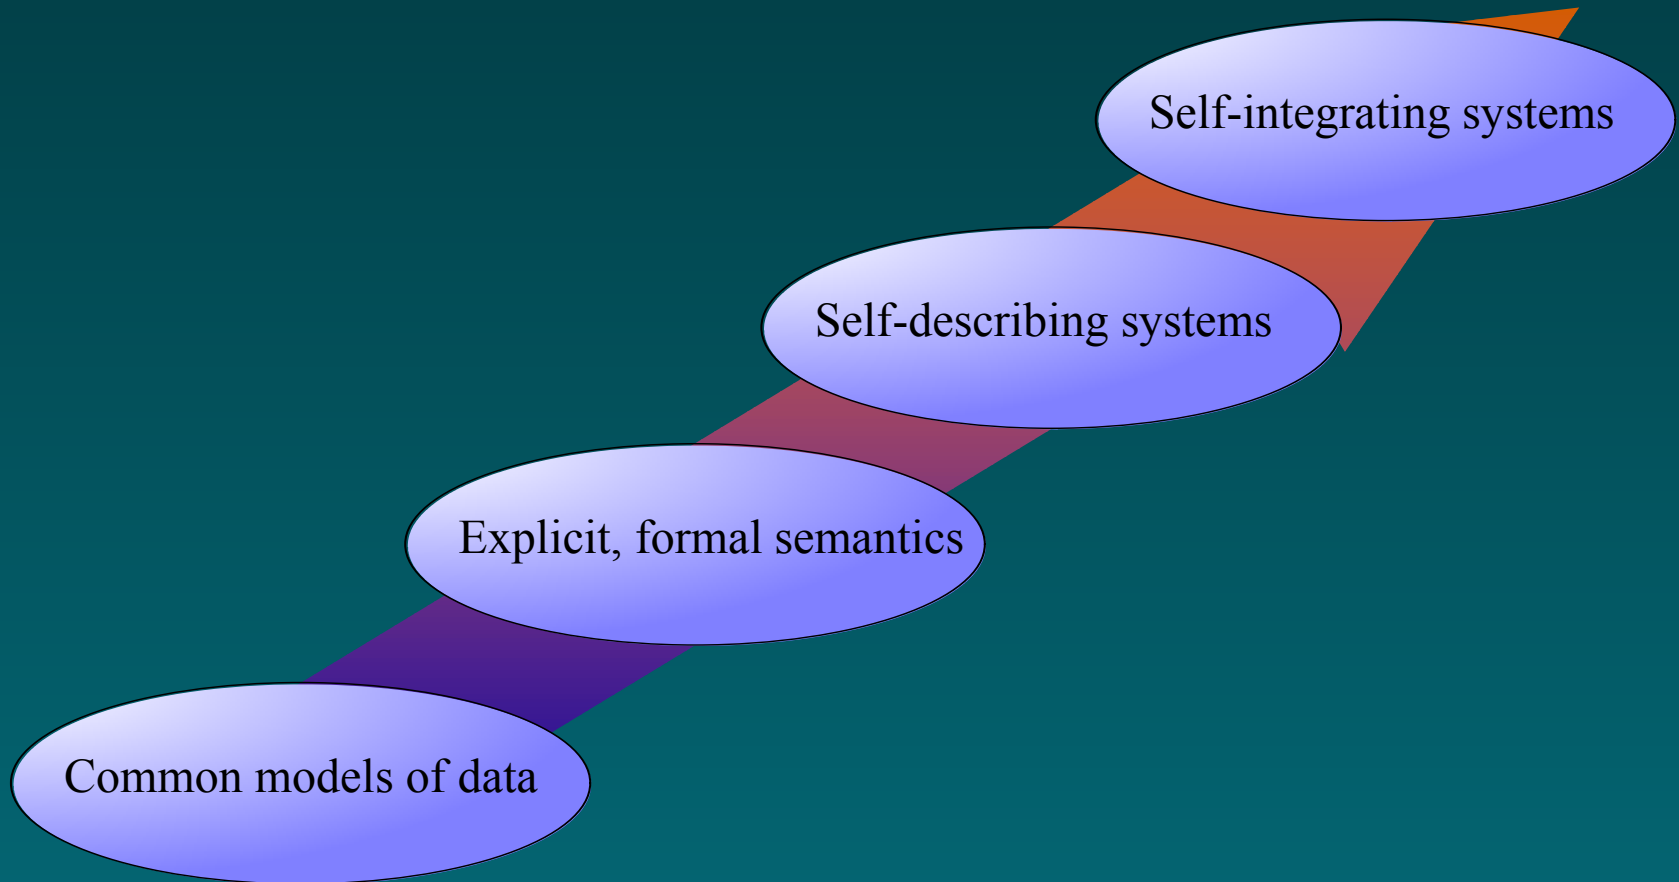 Self-integrating systems
Self-describing systems
Explicit, formal semantics
Common models of data